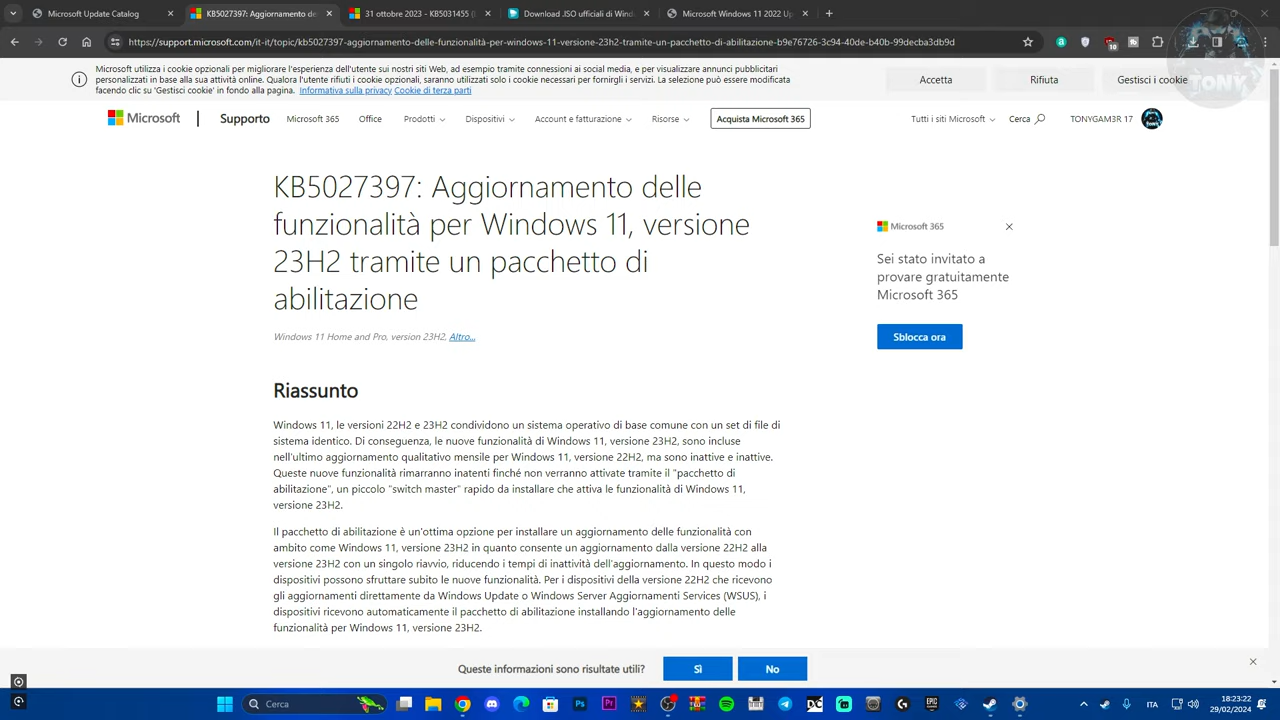 Microsoft Update Catalog
KB5027397: Aggiornamento de
31 ottobre 2023 - KB5031455 (
Download .ISO ufficiali di Wind
Microsoft Windows 11 2022 Up
https://support.microsoft.com/it-it/topic/kb5027397-aggiornamento-delle-funzionalità-per-windows-11-versione-23h2-tramite-un-pacchetto-di-abilitazione-b9e76726-3c94-40de-b40b-99decba3db9d
10
TONY
Microsoft utilizza i cookie opzionali per migliorare l'esperienza dell'utente sui nostri siti Web, ad esempio tramite connessioni ai social media, e per visualizzare annunci pubblicitari
personalizzati in base alla sua attività online. Qualora l'utente rifiuti i cookie opzionali, saranno utilizzati solo i cookie necessari per fornirgli i servizi. La selezione può essere modificata
facendo clic su 'Gestisci cookie' in fondo alla pagina. Informativa sulla privacy Cookie di terza parti
Accetta
Rifiuta
Gestisci i cookie
Microsoft
Supporto
Microsoft 365
Office
Prodotti
Dispositivi
Account e fatturazione
Risorse
Acquista Microsoft 365
Tutti i siti Microsoft
Cerca
TONYGAM3R 17
KB5027397: Aggiornamento delle
funzionalità per Windows 11, versione
23H2 tramite un pacchetto di
abilitazione
Windows 11 Home and Pro, version 23H2, Altro...
Microsoft 365
Sei stato invitato a
provare gratuitamente
Microsoft 365
Sblocca ora
Riassunto
Windows 11, le versioni 22H2 e 23H2 condividono un sistema operativo di base comune con un set di file di
sistema identico. Di conseguenza, le nuove funzionalità di Windows 11, versione 23H2, sono incluse
nell'ultimo aggiornamento qualitativo mensile per Windows 11, versione 22H2, ma sono inattive e inattive.
Queste nuove funzionalità rimarranno inatenti finché non verranno attivate tramite il "pacchetto di
abilitazione", un piccolo "switch master" rapido da installare che attiva le funzionalità di Windows 11,
versione 23H2.
Il pacchetto di abilitazione è un'ottima opzione per installare un aggiornamento delle funzionalità con
ambito come Windows 11, versione 23H2 in quanto consente un aggiornamento dalla versione 22H2 alla
versione 23H2 con un singolo riavvio, riducendo i tempi di inattività dell'aggiornamento. In questo modo i
dispositivi possono sfruttare subito le nuove funzionalità. Per i dispositivi della versione 22H2 che ricevono
gli aggiornamenti direttamente da Windows Update o Windows Server Aggiornamenti Services (WSUS), i
dispositivi ricevono automaticamente il pacchetto di abilitazione installando l'aggiornamento delle
funzionalità per Windows 11, versione 23H2.
Queste informazioni sono risultate utili?
Sì
No
Cerca
ITA
18:23:22
29/02/2024